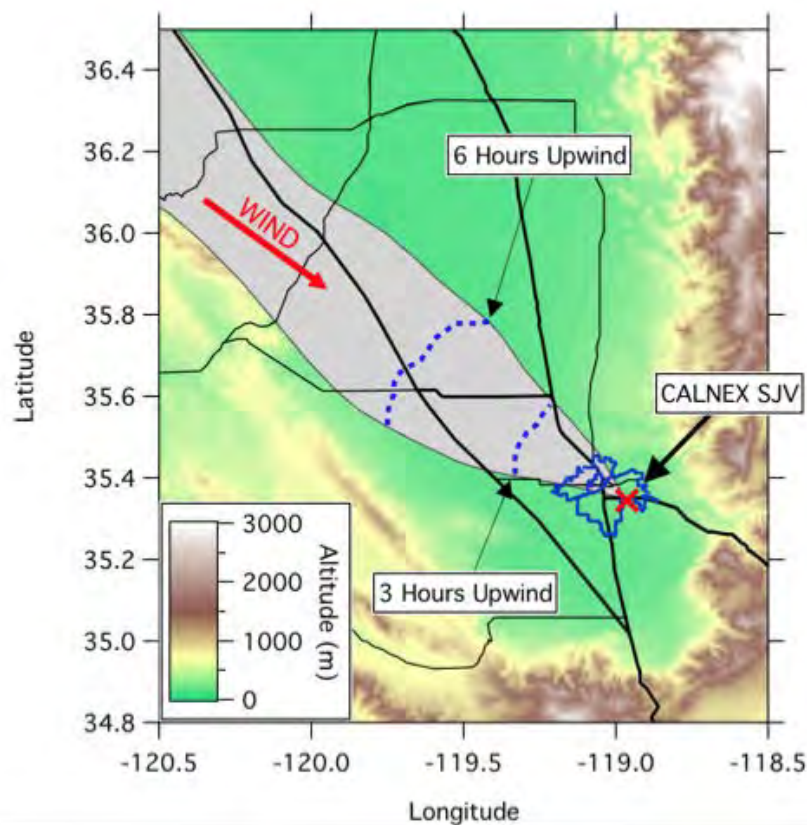 36.4
36.2
36.0
35.8
35.6
35.4
35.2
35.0
34.8
Latitude
6 Hours Upwind
WIND
CALNEX SJV
3 Hours Upwind
3000
2000
1000
0
Altitude (m)
-120.5
-120.0
-119.5
-119.0
-118.5
Longitude